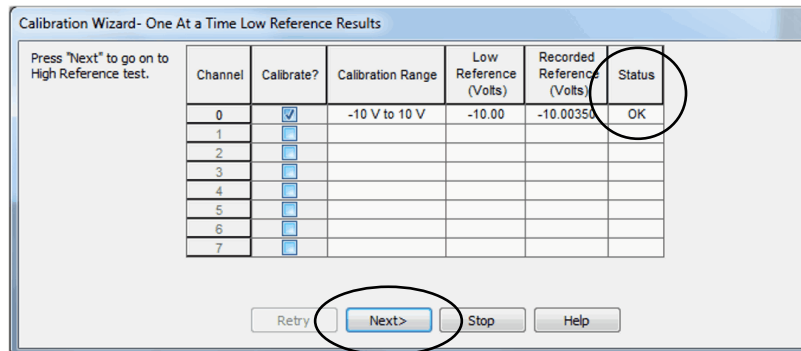 Calibration Wizard- One At a Time Low Reference Results
Press "Next" to go on to
High Reference test.
Channel Calibrate? Calibration Range Low Reference (Volts) Recorded Reference (Volts) Status
0 -10 V to 10 V -10.00 -10.00350 OK
1
2
3
4
5
6
7
Retry Next> Stop Help